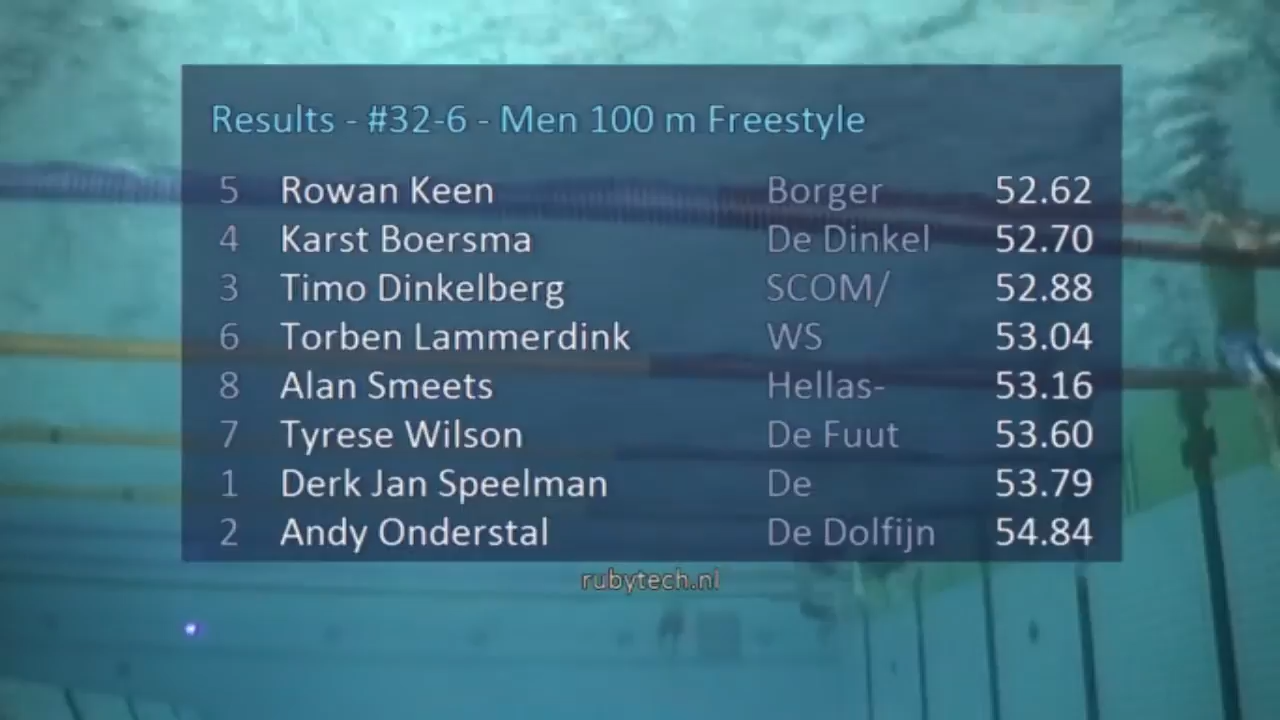 Results - #32-6 - Men 100 m Freestyle
5 Rowan Keen Borger 52.62
4 Karst Boersma De Dinkel 52.70
3 Timo Dinkelberg SCOM/ 52.88
6 Torben Lammerdink WS 53.04
8 Alan Smeets Hellas- 53.16
7 Tyrese Wilson De Fuut 53.60
1 Derk Jan Speelman De 53.79
2 Andy Onderstal De Dolfijn 54.84
rubytech.nl